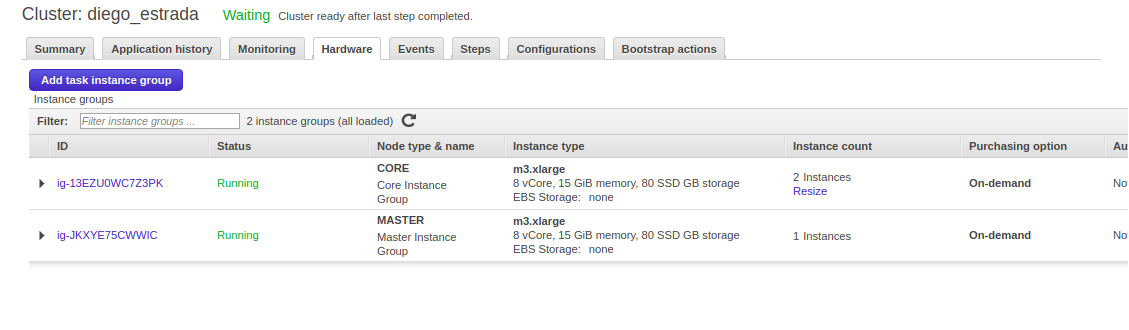 Cluster: diego_estrada Waiting Cluster ready after last step completed.
Summary Application history Monitoring Hardware Events Steps Configurations Bootstrap actions
Add task instance group
Instance groups
Filter: Filter instance groups ... 2 instance groups (all loaded)
ID Status Node type & name Instance type Instance count Purchasing option Au
ig-13EZU0WC7Z3PK Running CORE Core Instance Group m3.xlarge 8 vCore, 15 GiB memory, 80 SSD GB storage EBS Storage: none 2 Instances Resize On-demand No
ig-JKXYE75CWWIC Running MASTER Master Instance Group m3.xlarge 8 vCore, 15 GiB memory, 80 SSD GB storage EBS Storage: none 1 Instances On-demand No